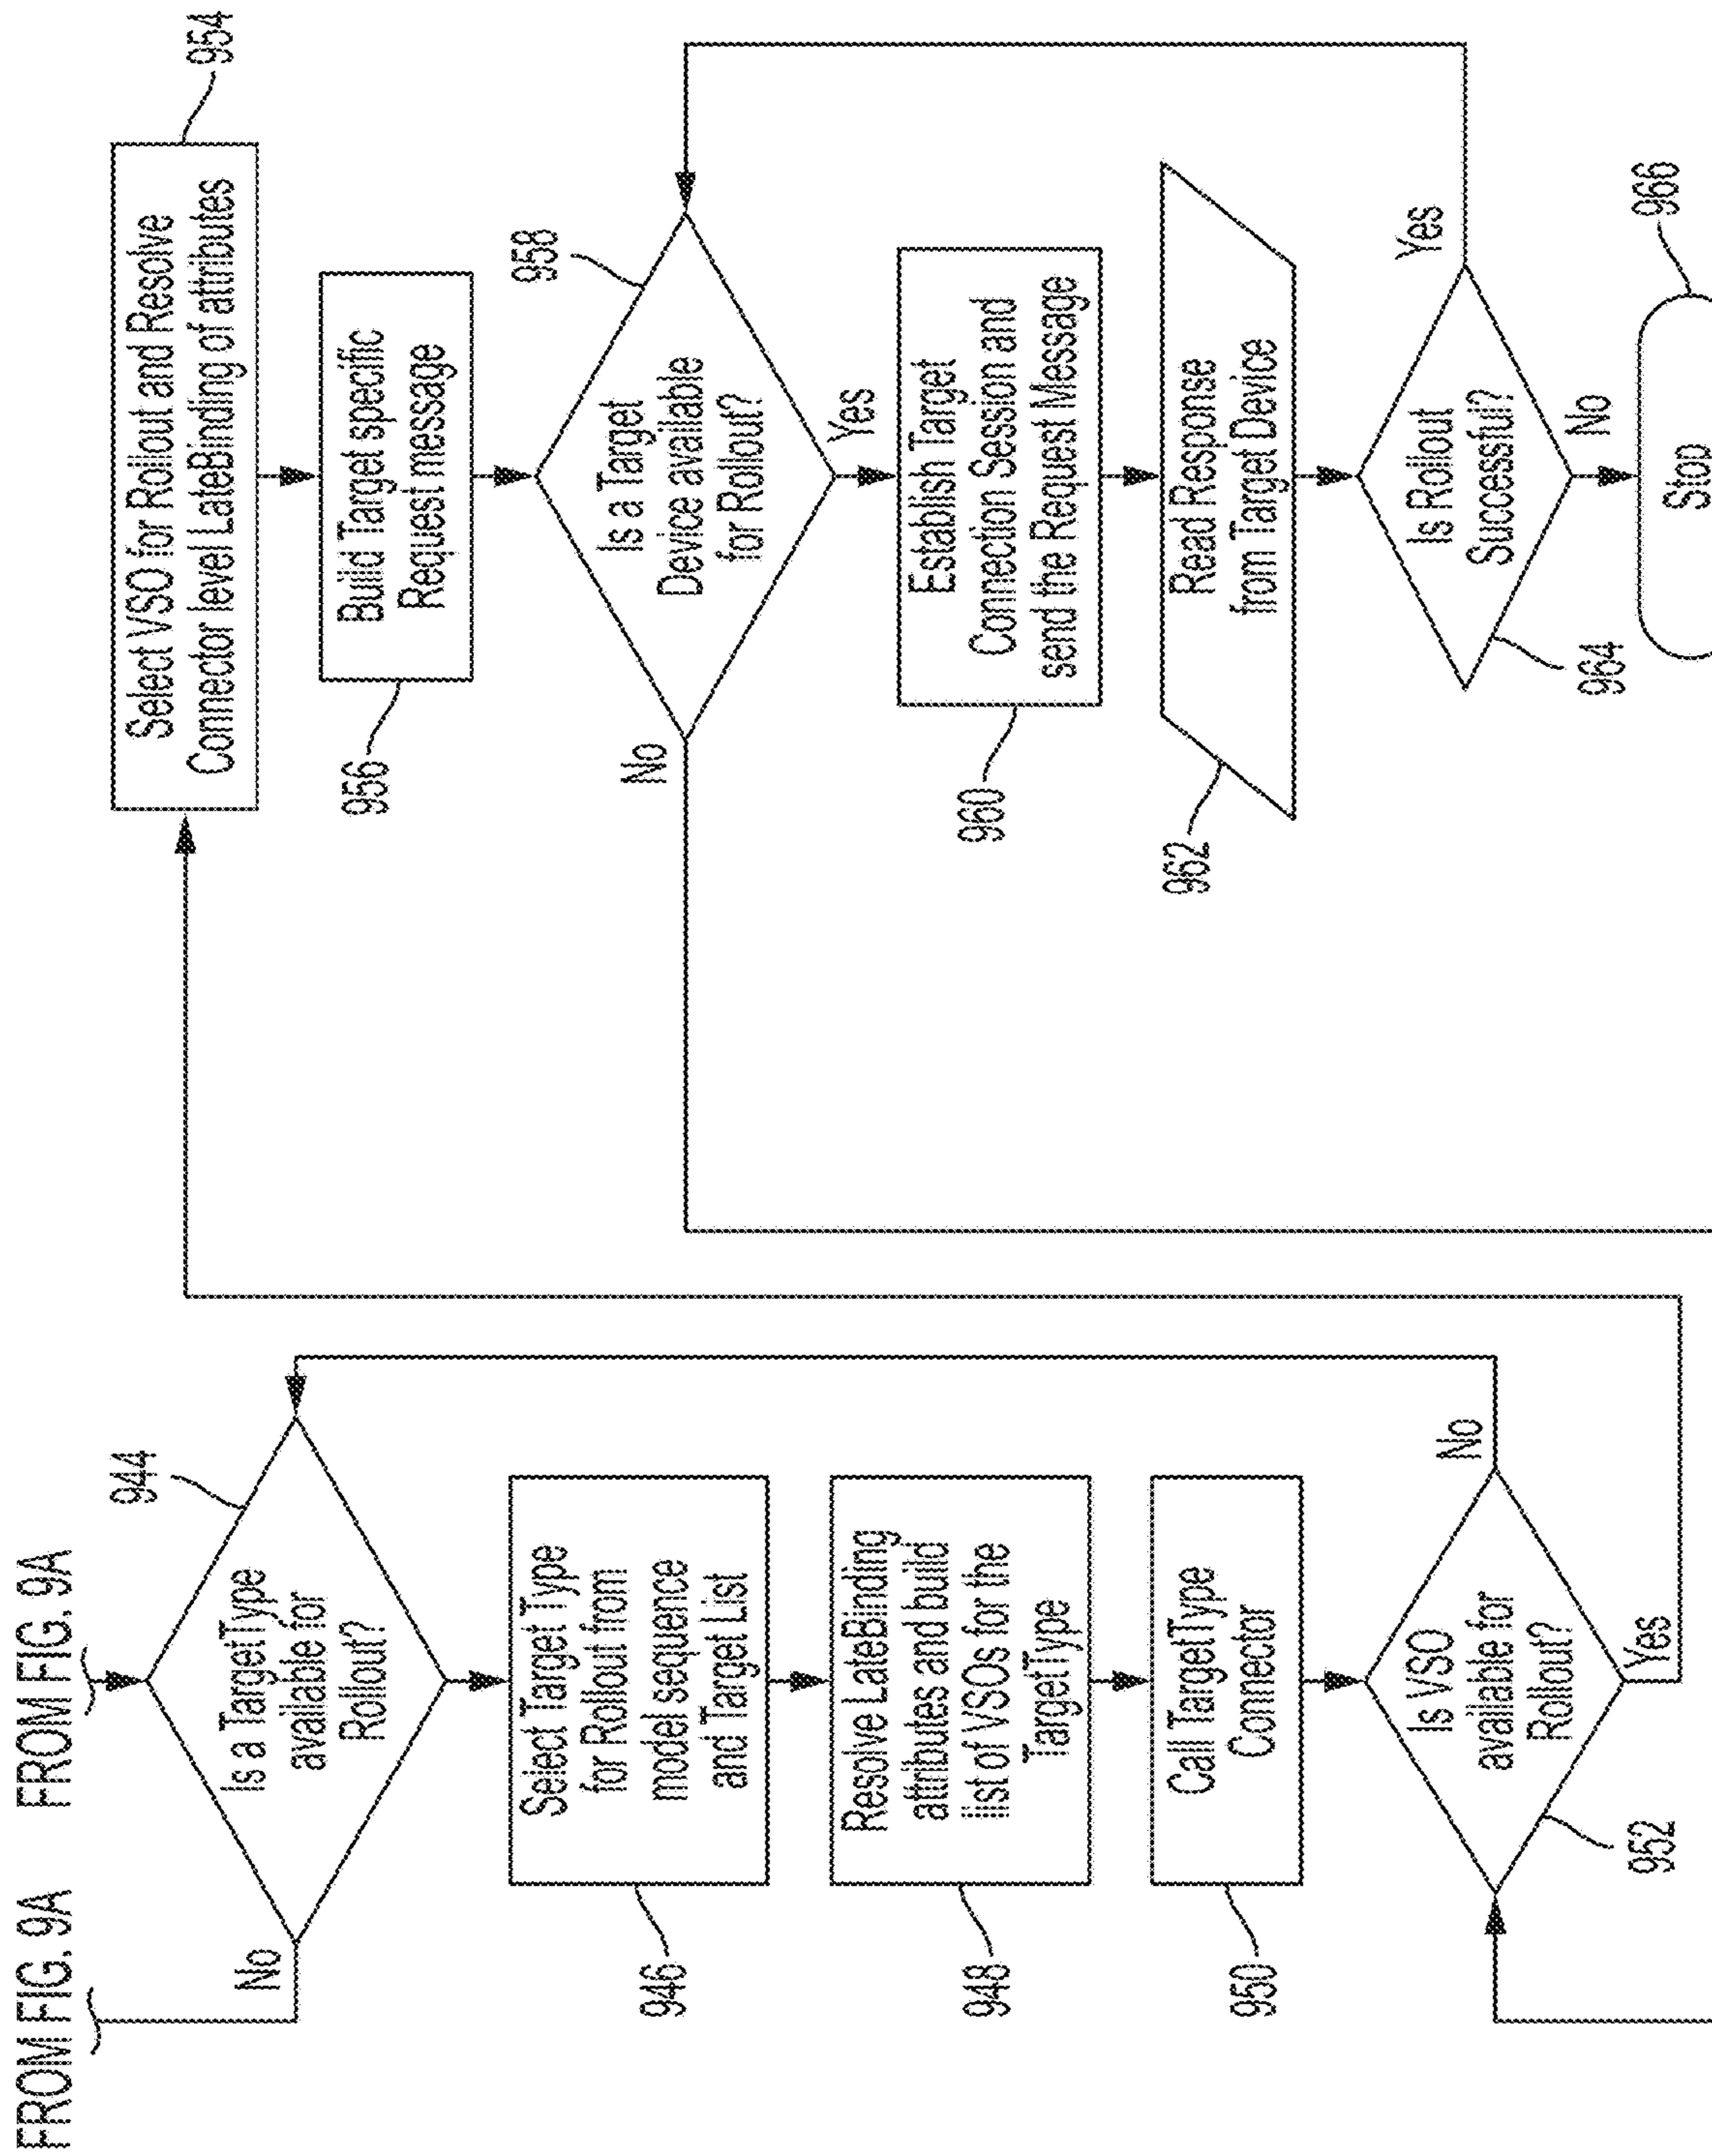 FROM FIG. 9A
FROM FIG. 9A
944
Is a TargetType
available for
Rollout?
No
Select Target Type
for Rollout from
model sequence
and Target List
946
Resolve LateBinding
attributes and build
list of VSOs for the
TargetType
948
Call TargetType
Connector
950
Is VSO
available for
Rollout?
No
Yes
952
954
Select VSO for Rollout and Resolve
Connector level LateBinding of attributes
Build Target specific
Request message
956
958
Is a Target
Device available
for Rollout?
No
Yes
Establish Target
Connection Session and
send the Request Message
960
Read Response
from Target Device
962
Is Rollout
Successful?
Yes
No
964
966
Stop